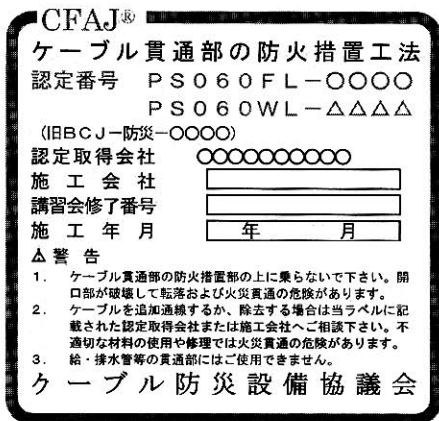 CFAJ®
ケーブル貫通部の防火措置工法
認定番号 PS060FL－○○○○
PS060WL－△△△△
(旧BCJ－防災－○○○○)
認定取得会社 ○○○○○○○○○○
施工会社
講習会修了番号
施工年月 年 月
⚠警告
1. ケーブル貫通部の防火措置部の上に乗らないで下さい。開
口部が破壊して転落および火災貫通の危険があります。
2. ケーブルを追加通線するか、除去する場合は当ラベルに記
載された認定取得会社または施工会社へご相談下さい。不
適切な材料の使用や修理では火災貫通の危険があります。
3. 給・排水管等の貫通部にはご使用できません。
ケーブル防災設備協議会